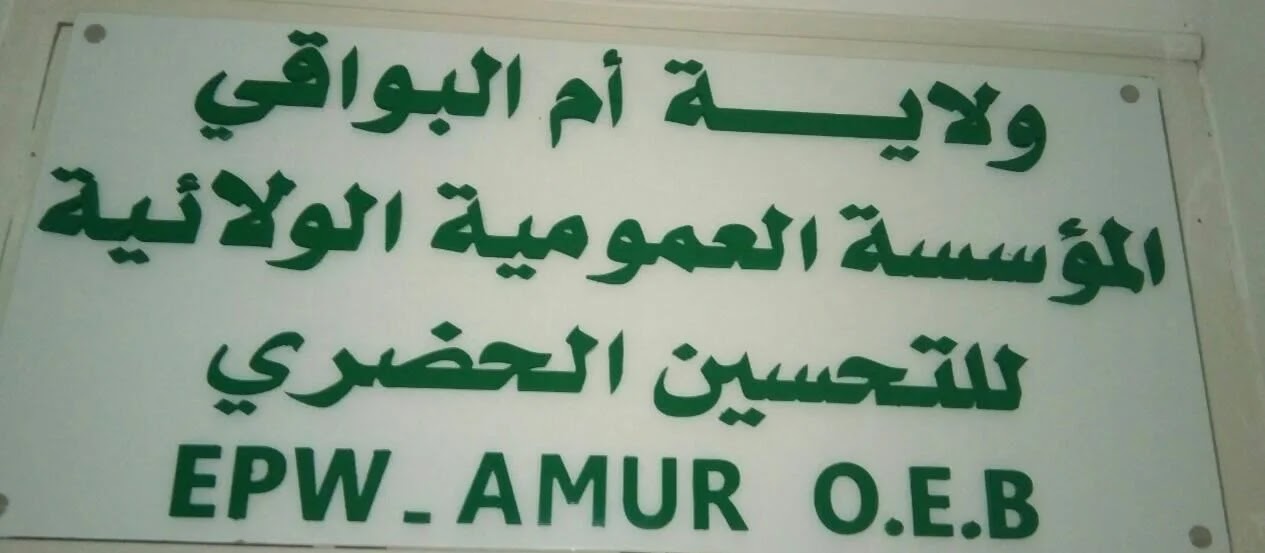 ولايـــــة أم البواقي
المؤسسة العمومية الولائية
للتحسين الحضري
EPW_AMUR O.E.B